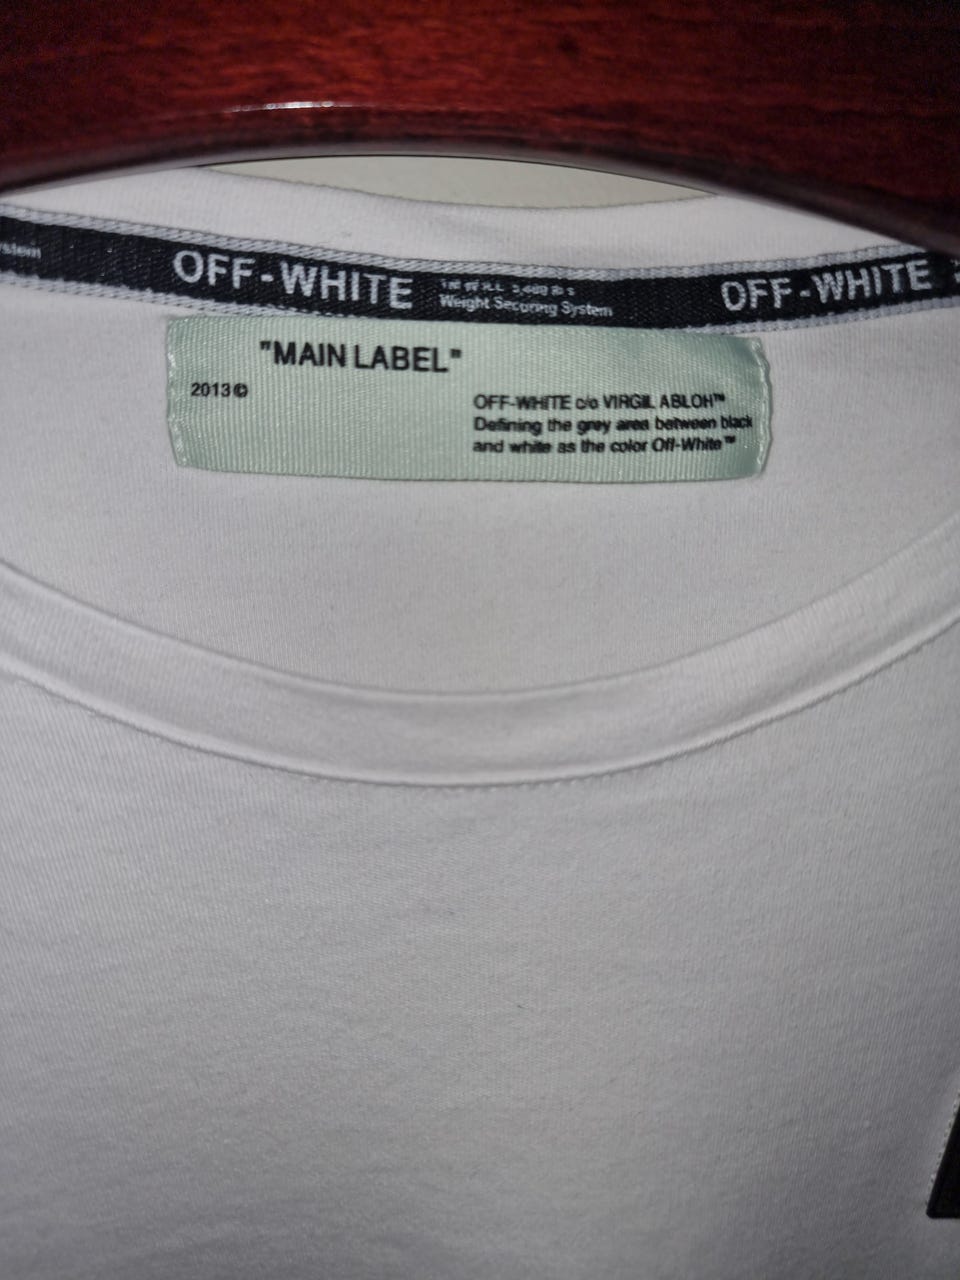 ystem
OFF-WHITE
Weight Securing System
OFF-WHITE
"MAIN LABEL"
2013©
OFF-WHITE c/o VIRGIL ABLOH™
Defining the grey area between black
and white as the color Off-White™